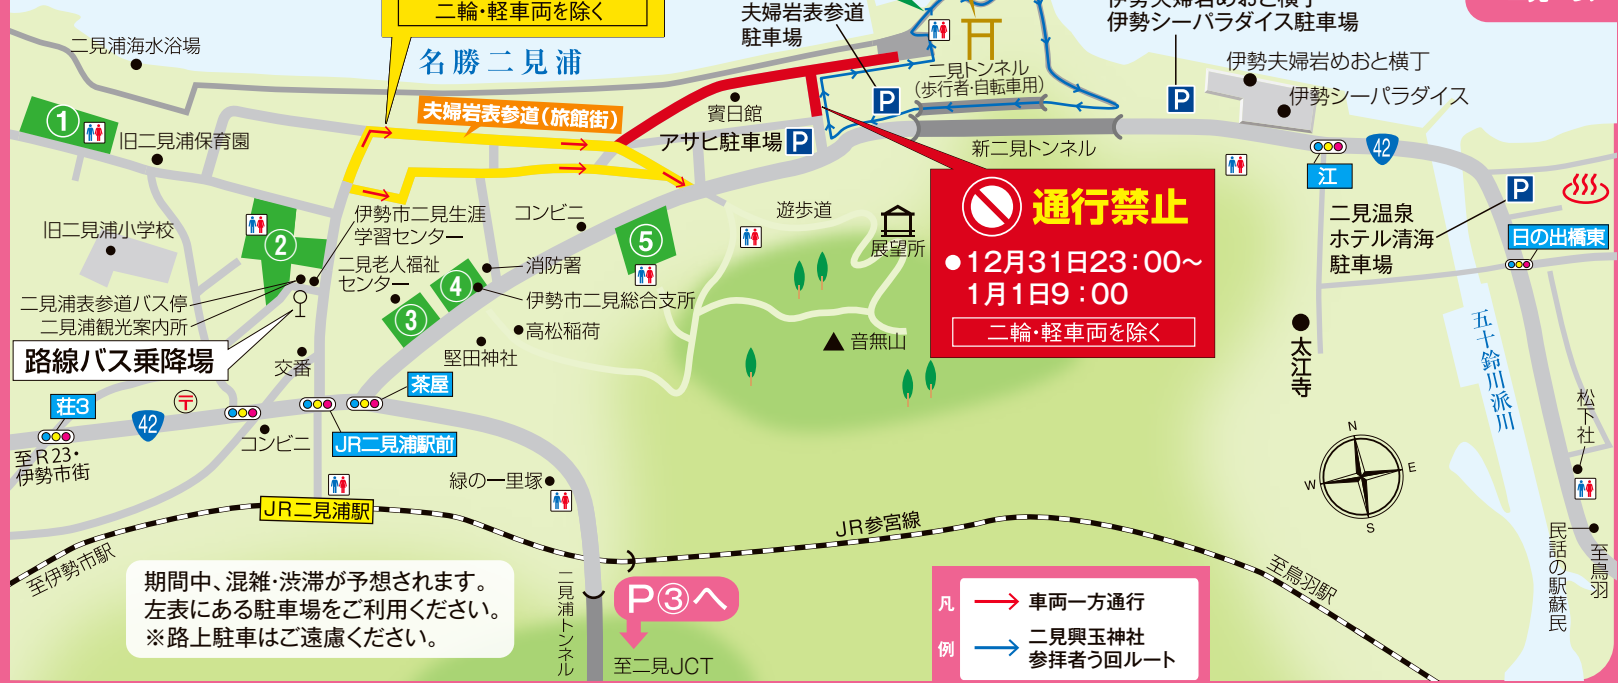 二輪・軽車両を除く
夫婦岩表参道
駐車場
伊勢シーパラダイス駐車場
二見浦海水浴場
名勝二見浦
二見トンネル
(歩行者・自転車用)
伊勢夫婦岩めおと横丁
伊勢シーパラダイス
P
P
夫婦岩表参道(旅館街)
賓日館
アサヒ駐車場
P
新二見トンネル
42
江
①
旧二見浦保育園
通行禁止
●12月31日23:00〜
1月1日9:00
二輪・軽車両を除く
P
二見温泉
ホテル清海
駐車場
日の出橋東
旧二見浦小学校
②
伊勢市二見生涯
学習センター
コンビニ
⑤
遊歩道
展望所
二見老人福祉
センター
消防署
④
伊勢市二見総合支所
③
高松稲荷
音無山
堅田神社
二見浦表参道バス停
二見浦観光案内所
路線バス乗降場
交番
茶屋
太江寺
五十鈴川派川
松下社
荘3
42
〒
コンビニ
JR二見浦駅前
至R23・
伊勢市街
緑の一里塚
JR二見浦駅
JR参宮線
N
E
W
S
至伊勢市駅
至鳥羽駅
民話の駅蘇民
至鳥羽
期間中、混雑・渋滞が予想されます。
左表にある駐車場をご利用ください。
※路上駐車はご遠慮ください。
二見浦トンネル
P③へ
至二見JCT
凡例
車両一方通行
二見興玉神社
参拝者う回ルート